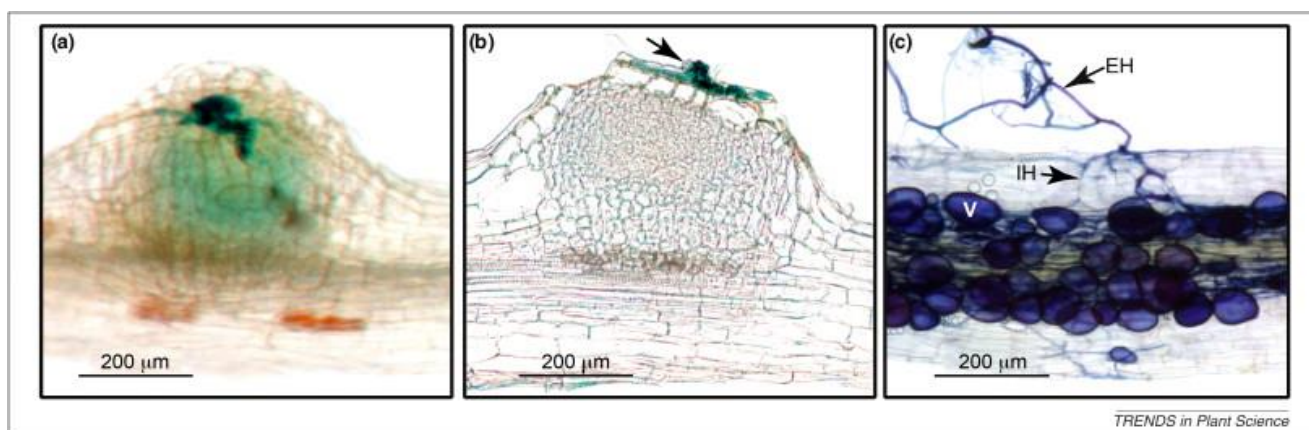 (a)
(b)
(c)
EH
IH
V
200 μm
200 μm
200 μm
TRENDS in Plant Science